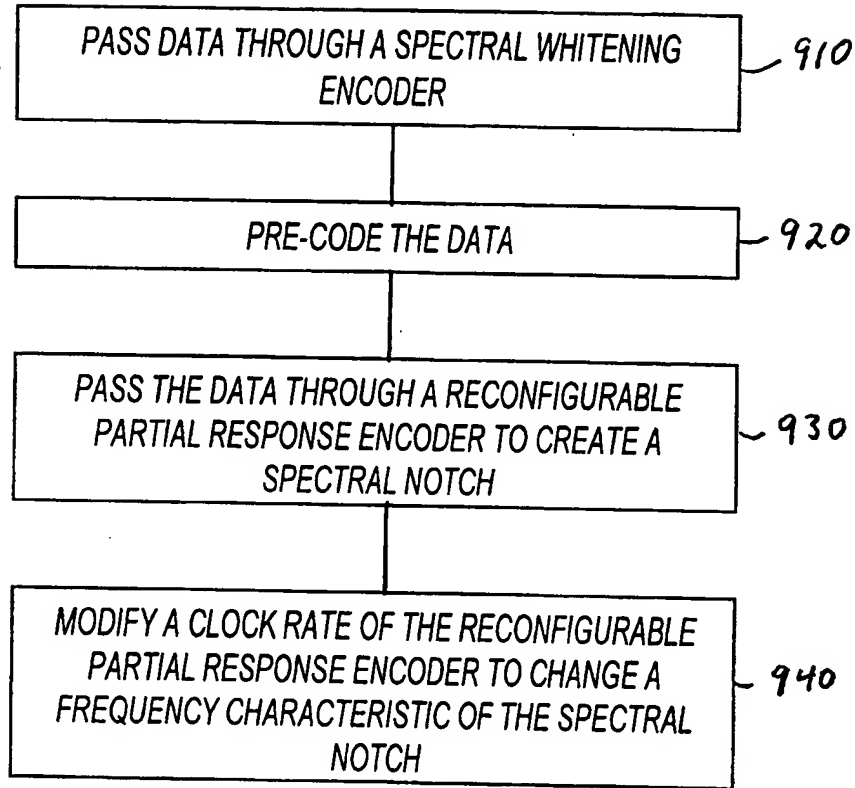 PASS DATA THROUGH A SPECTRAL WHITENING
ENCODER
910
PRE-CODE THE DATA
920
PASS THE DATA THROUGH A RECONFIGURABLE
PARTIAL RESPONSE ENCODER TO CREATE A
SPECTRAL NOTCH
930
MODIFY A CLOCK RATE OF THE RECONFIGURABLE
PARTIAL RESPONSE ENCODER TO CHANGE A
FREQUENCY CHARACTERISTIC OF THE SPECTRAL
NOTCH
940